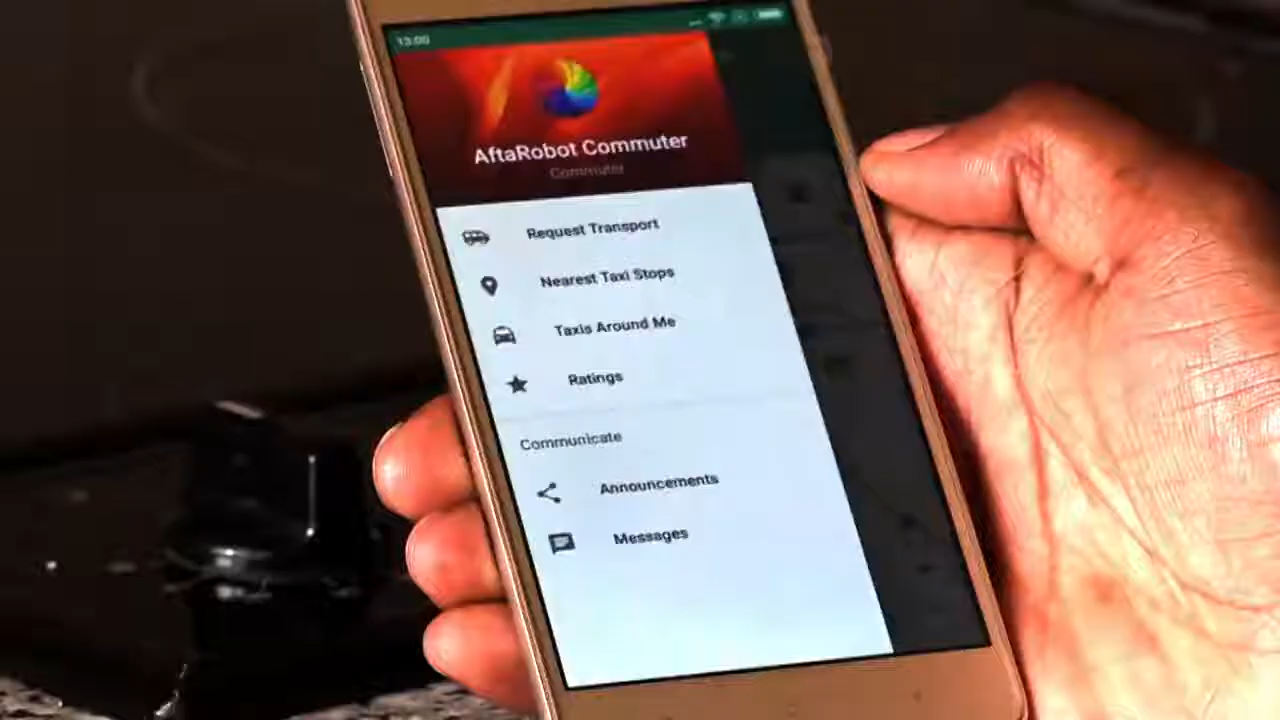 13:00
AftaRobot Commuter
Commuter
Request Transport
Nearest Taxi Stops
Taxis Around Me
Ratings
Communicate
Announcements
Messages